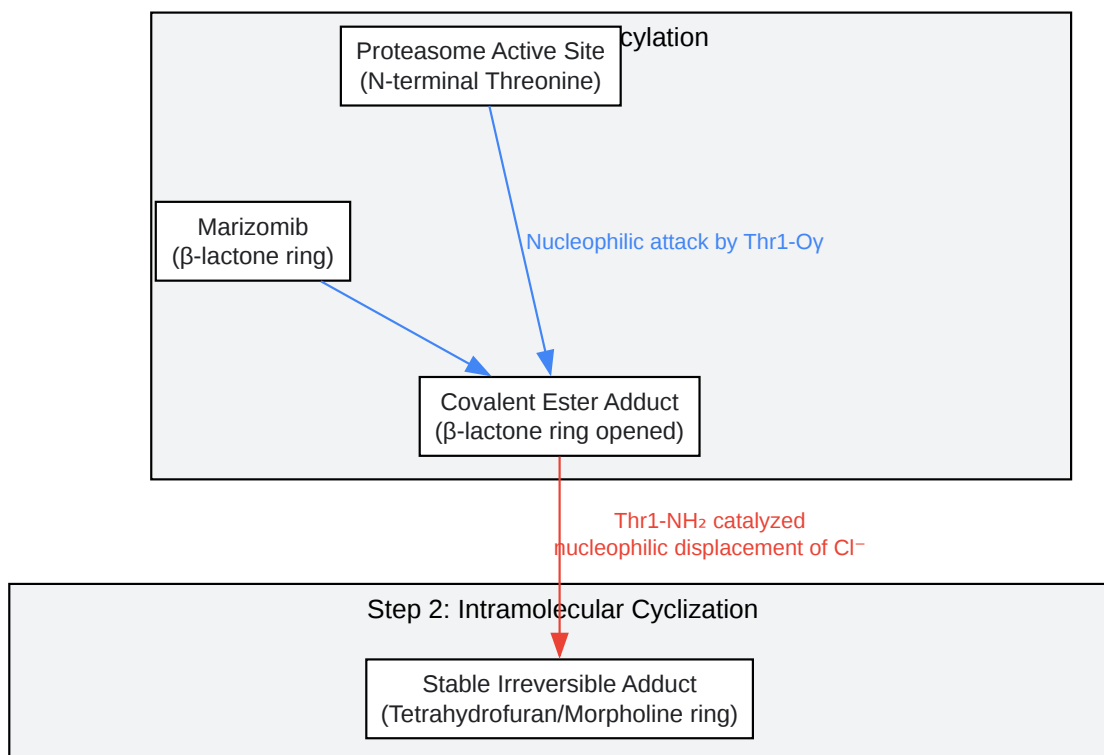 cylation
Proteasome Active Site
(N-terminal Threonine)
Marizomib
(β-lactone ring)
Nucleophilic attack by Thr1-Oγ
Covalent Ester Adduct
(β-lactone ring opened)
Thr1-NH₂ catalyzed
nucleophilic displacement of Cl⁻
Step 2: Intramolecular Cyclization
Stable Irreversible Adduct
(Tetrahydrofuran/Morpholine ring)